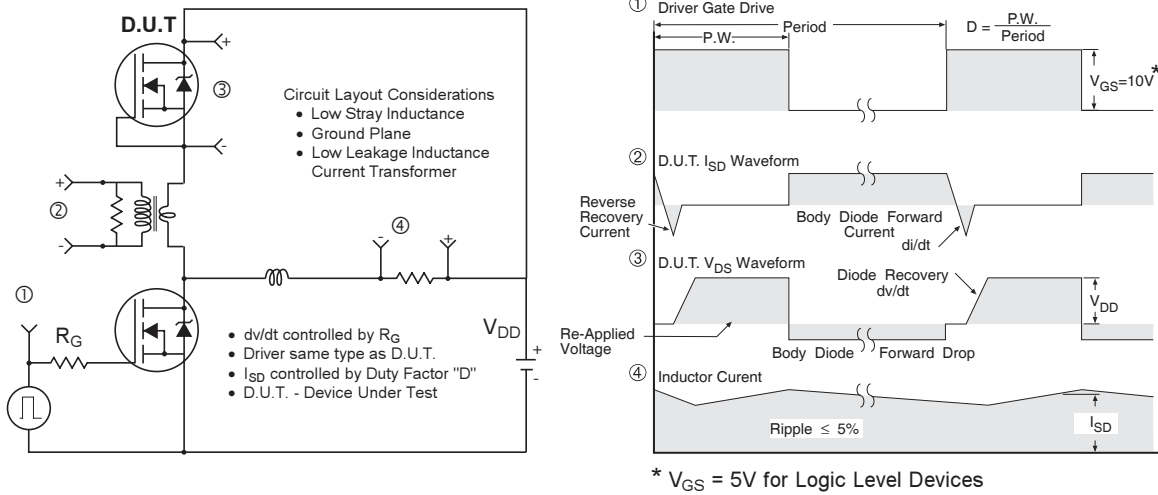 D.U.T
+
③
-
Circuit Layout Considerations
• Low Stray Inductance
• Ground Plane
• Low Leakage Inductance
Current Transformer
+
②
-
④
- +
①
R_G
• dv/dt controlled by R_G
• Driver same type as D.U.T.
• I_SD controlled by Duty Factor "D"
• D.U.T. - Device Under Test
V_DD
+
-
① Driver Gate Drive
Period
P.W.
D = P.W.
Period
V_GS=10V*
② D.U.T. I_SD Waveform
Reverse
Recovery
Current
Body Diode Forward
Current
di/dt
③ D.U.T. V_DS Waveform
Diode Recovery
dv/dt
V_DD
Re-Applied
Voltage
Body Diode Forward Drop
④ Inductor Curent
I_SD
Ripple ≤ 5%
* V_GS = 5V for Logic Level Devices